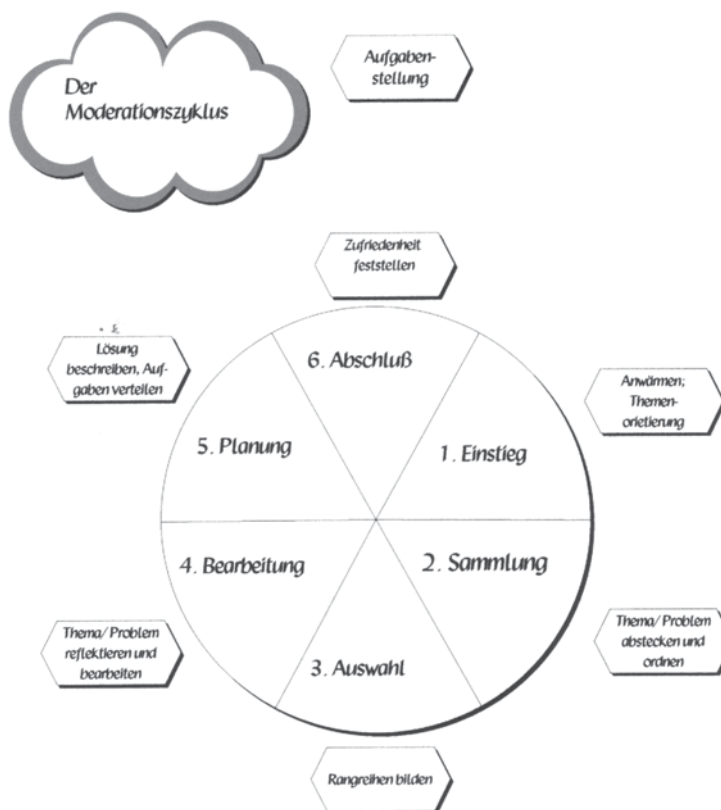 Der
Moderationszyklus
Aufgaben-
stellung
Zufriedenheit
feststellen
6. Abschluß
Lösung
beschreiben, Auf-
gaben verteilen
Anwärmen;
Themen-
orietierung
5. Planung
1. Einstieg
4. Bearbeitung
2. Sammlung
Thema/Problem
reflektieren und
bearbeiten
3. Auswahl
Thema/Problem
abstecken und
ordnen
Rangreihen bilden